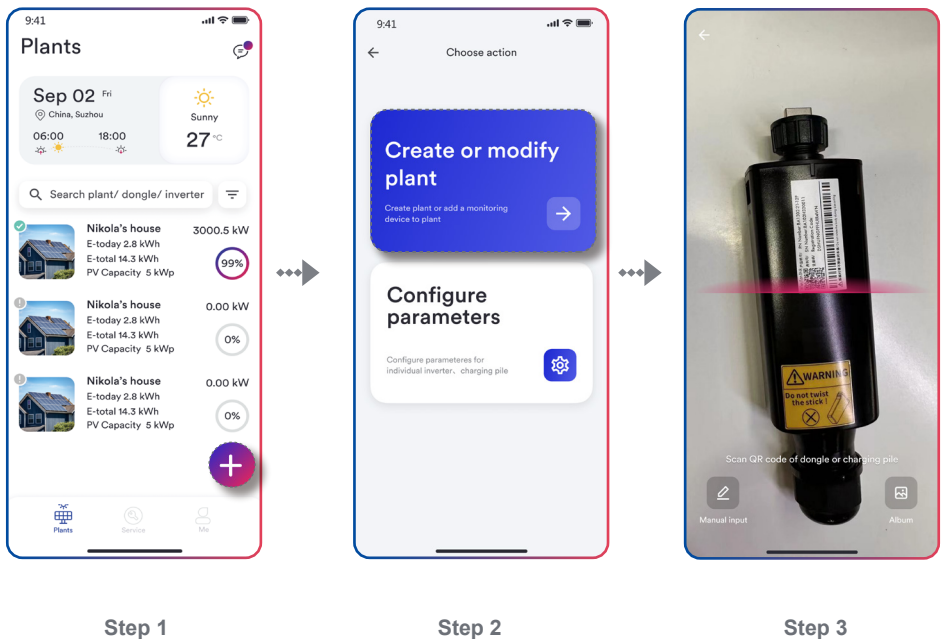 9:41
Plants
Sep 02 Fri
China, Suzhou
06:00 18:00
Sunny
27 °C
Search plant/ dongle/ inverter
Nikola's house 3000.5 kW
E-today 2.8 kWh
E-total 14.3 kWh
PV Capacity 5 kWp
99%
Nikola's house 0.00 kW
E-today 2.8 kWh
E-total 14.3 kWh
PV Capacity 5 kWp
0%
Nikola's house 0.00 kW
E-today 2.8 kWh
E-total 14.3 kWh
PV Capacity 5 kWp
0%
Plants Service Me
Step 1
9:41
Choose action
Create or modify
plant
Create plant or add a monitoring
device to plant
Configure
parameters
Configure parameteres for
individual inverter、charging pile
Step 2
WARNING
Do not twist
the stick !
Scan QR code of dongle or charging pile
Manual input Album
Step 3